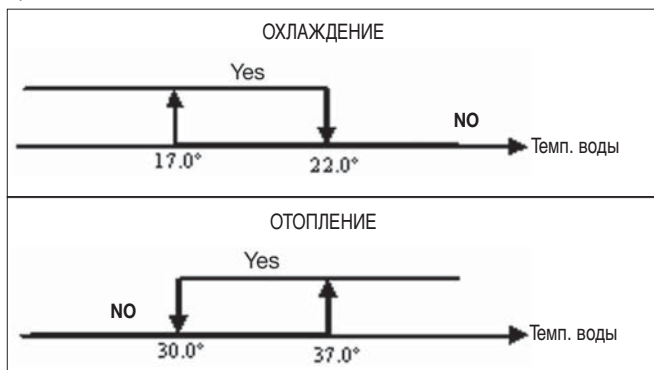 ОХЛАЖДЕНИЕ
Yes
NO
Темп. воды
17.0°
22.0°
ОТОПЛЕНИЕ
Yes
NO
Темп. воды
30.0°
37.0°